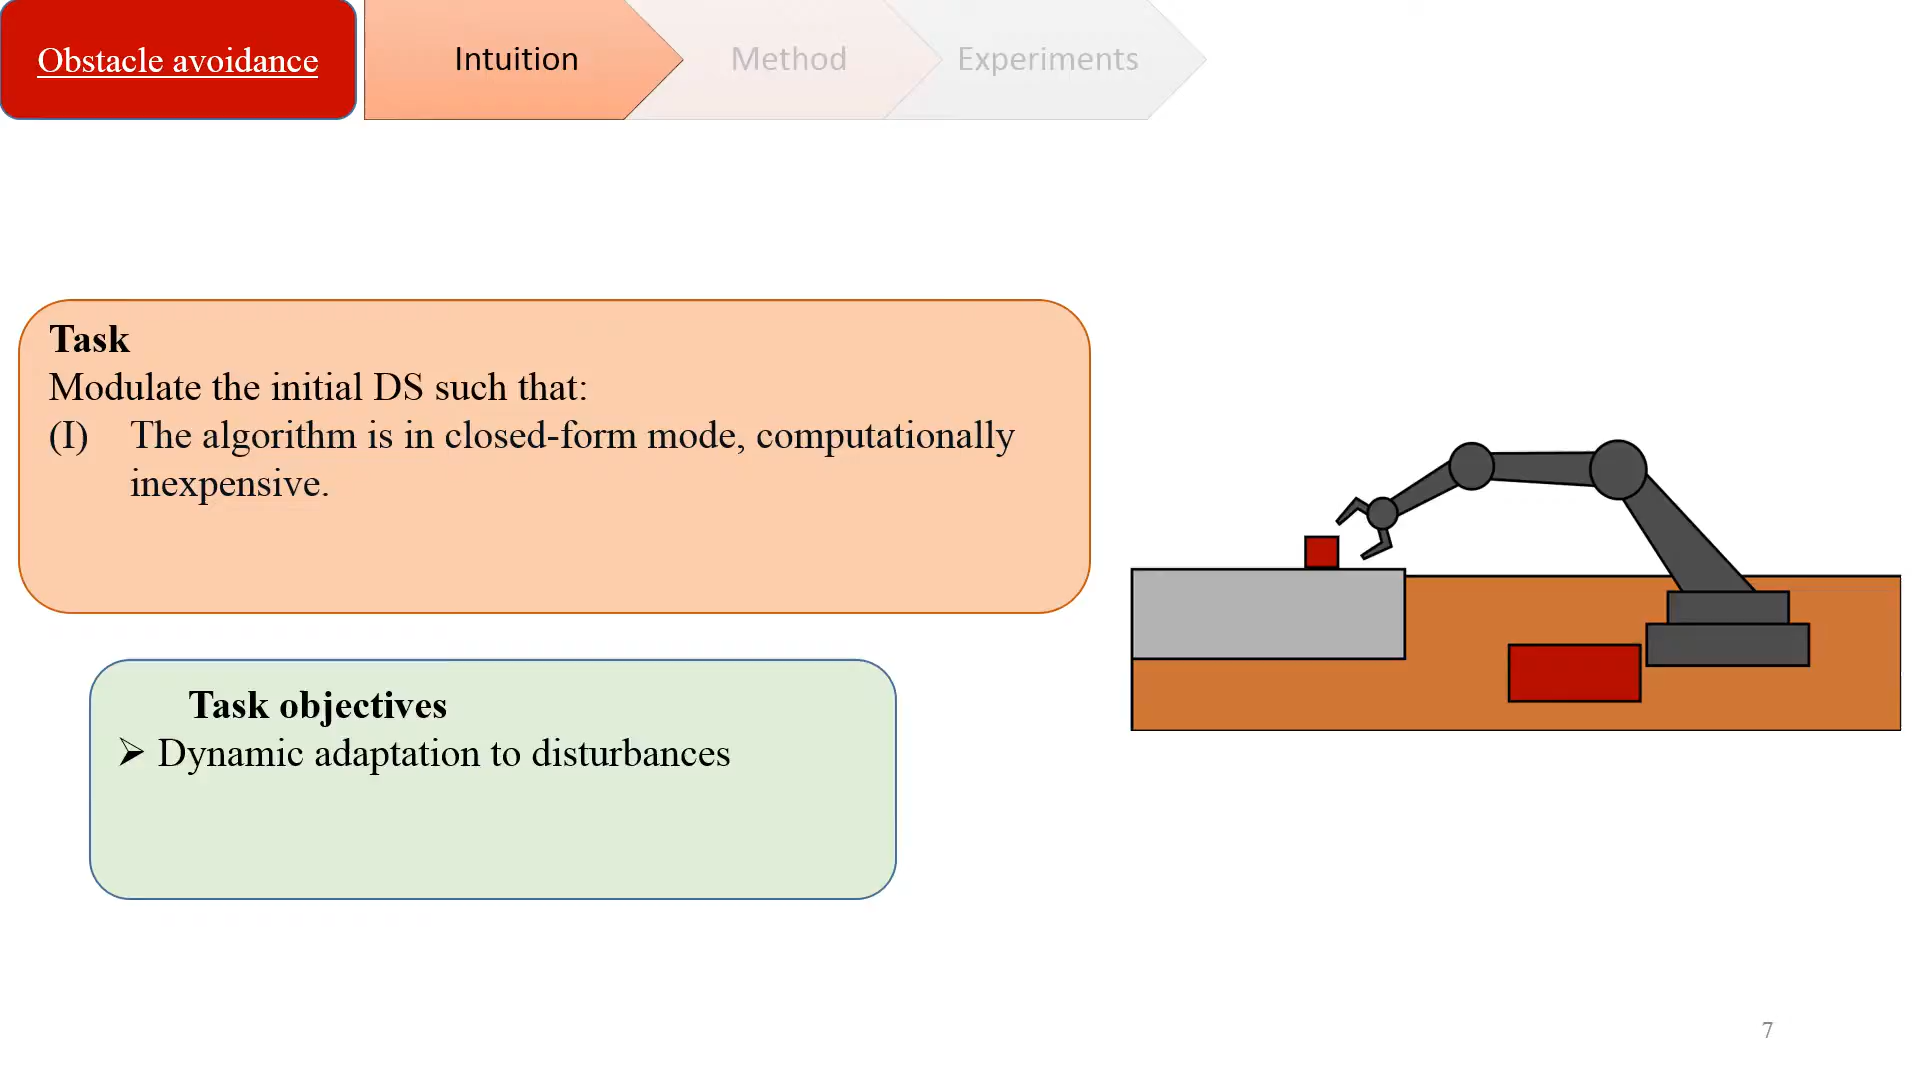 Obstacle avoidance
Intuition
Method
Experiments
Task
Modulate the initial DS such that:
(I) The algorithm is in closed-form mode, computationally
inexpensive.
Task objectives
➢ Dynamic adaptation to disturbances
7